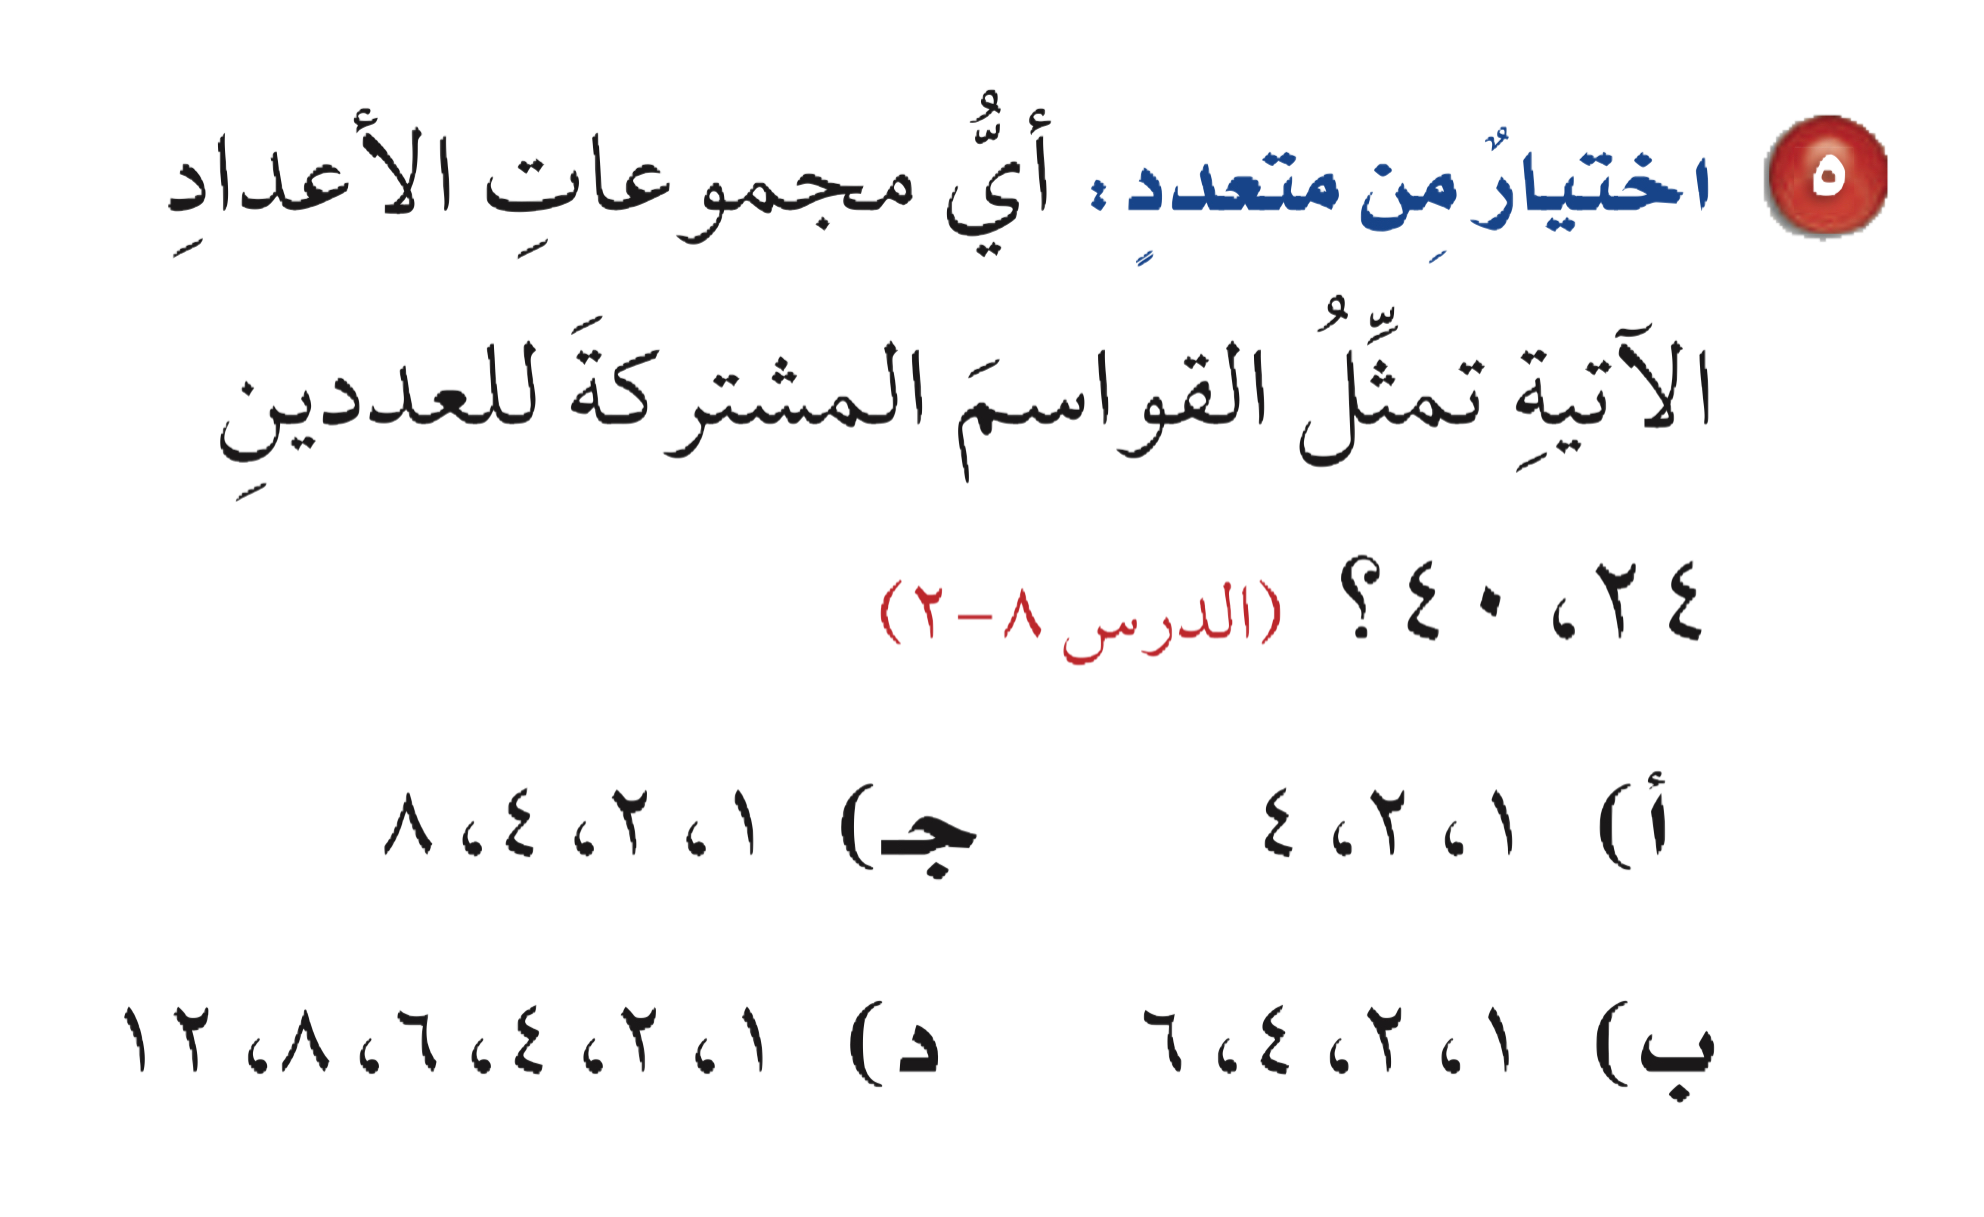 ٥ اختيارٌ مِن متعددٍ: أيُّ مجموعاتِ الأعدادِ
الآتيةِ تمثِّلُ القواسمَ المشتركةَ للعددينِ
٢٤، ٤٠؟ (الدرس ٨-٢)
أ) ١، ٢، ٤ جـ) ١، ٢، ٤، ٨
ب) ١، ٢، ٤، ٦ د) ١، ٢، ٤، ٦، ٨، ١٢